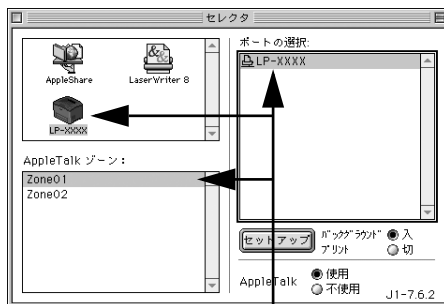 セレクタ
AppleShare
LaserWriter 8
LP-XXXX
AppleTalk ゾーン：
Zone01
Zone02
ポートの選択:
LP-XXXX
セットアップ
バックグラウンド
プリント
入
切
AppleTalk
使用
不使用
J1-7.6.2